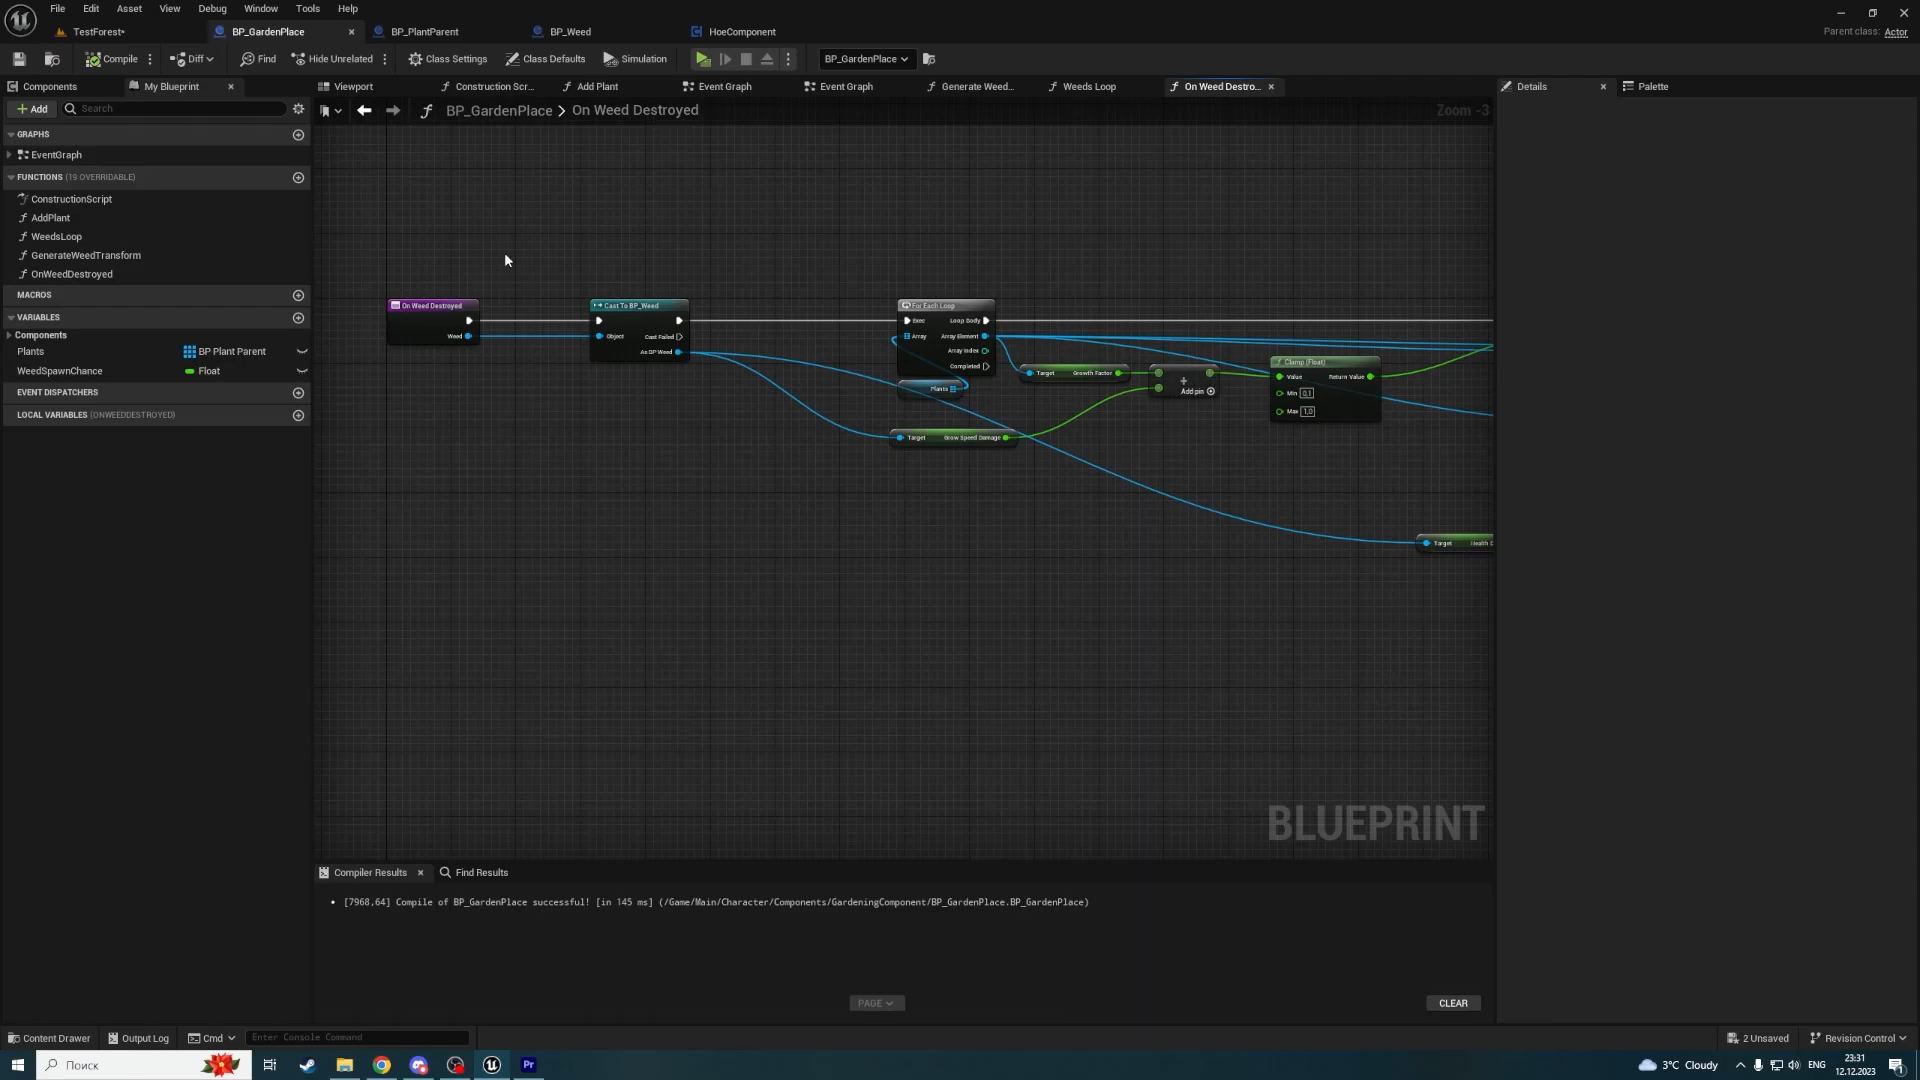 File Edit Asset View Debug Window Tools Help
TestForest* BP_GardenPlace BP_PlantParent BP_Weed HoeComponent
Parent class: Actor
Compile Diff Find Hide Unrelated Class Settings Class Defaults Simulation BP_GardenPlace
Components My Blueprint Viewport Construction Scr... Add Plant Event Graph Event Graph Generate Weed... Weeds Loop On Weed Destro... Details Palette
Add Search
BP_GardenPlace > On Weed Destroyed Zoom -3
GRAPHS
EventGraph
FUNCTIONS (19 OVERRIDABLE)
ConstructionScript
AddPlant
WeedsLoop
GenerateWeedTransform
OnWeedDestroyed
MACROS
VARIABLES
Components
Plants BP Plant Parent
WeedSpawnChance Float
EVENT DISPATCHERS
LOCAL VARIABLES (ONWEEDDESTROYED)
On Weed Destroyed
Weed
Cast To BP_Weed
Object Cast Failed
As BP Weed
For Each Loop
Exec Loop Body
Array Array Element
Array Index
Completed
Plants
Target Growth Factor
Add pin
Target Grow Speed Damage
Clamp (Float)
Value Return Value
Min 0,1
Max 1,0
Target Health
BLUEPRINT
Compiler Results Find Results
[7968,64] Compile of BP_GardenPlace successful! [in 145 ms] (/Game/Main/Character/Components/GardeningComponent/BP_GardenPlace.BP_GardenPlace)
PAGE CLEAR
Content Drawer Output Log Cmd Enter Console Command 2 Unsaved Revision Control
Поиск Pr 3°C Cloudy ENG 23:31
12.12.2023